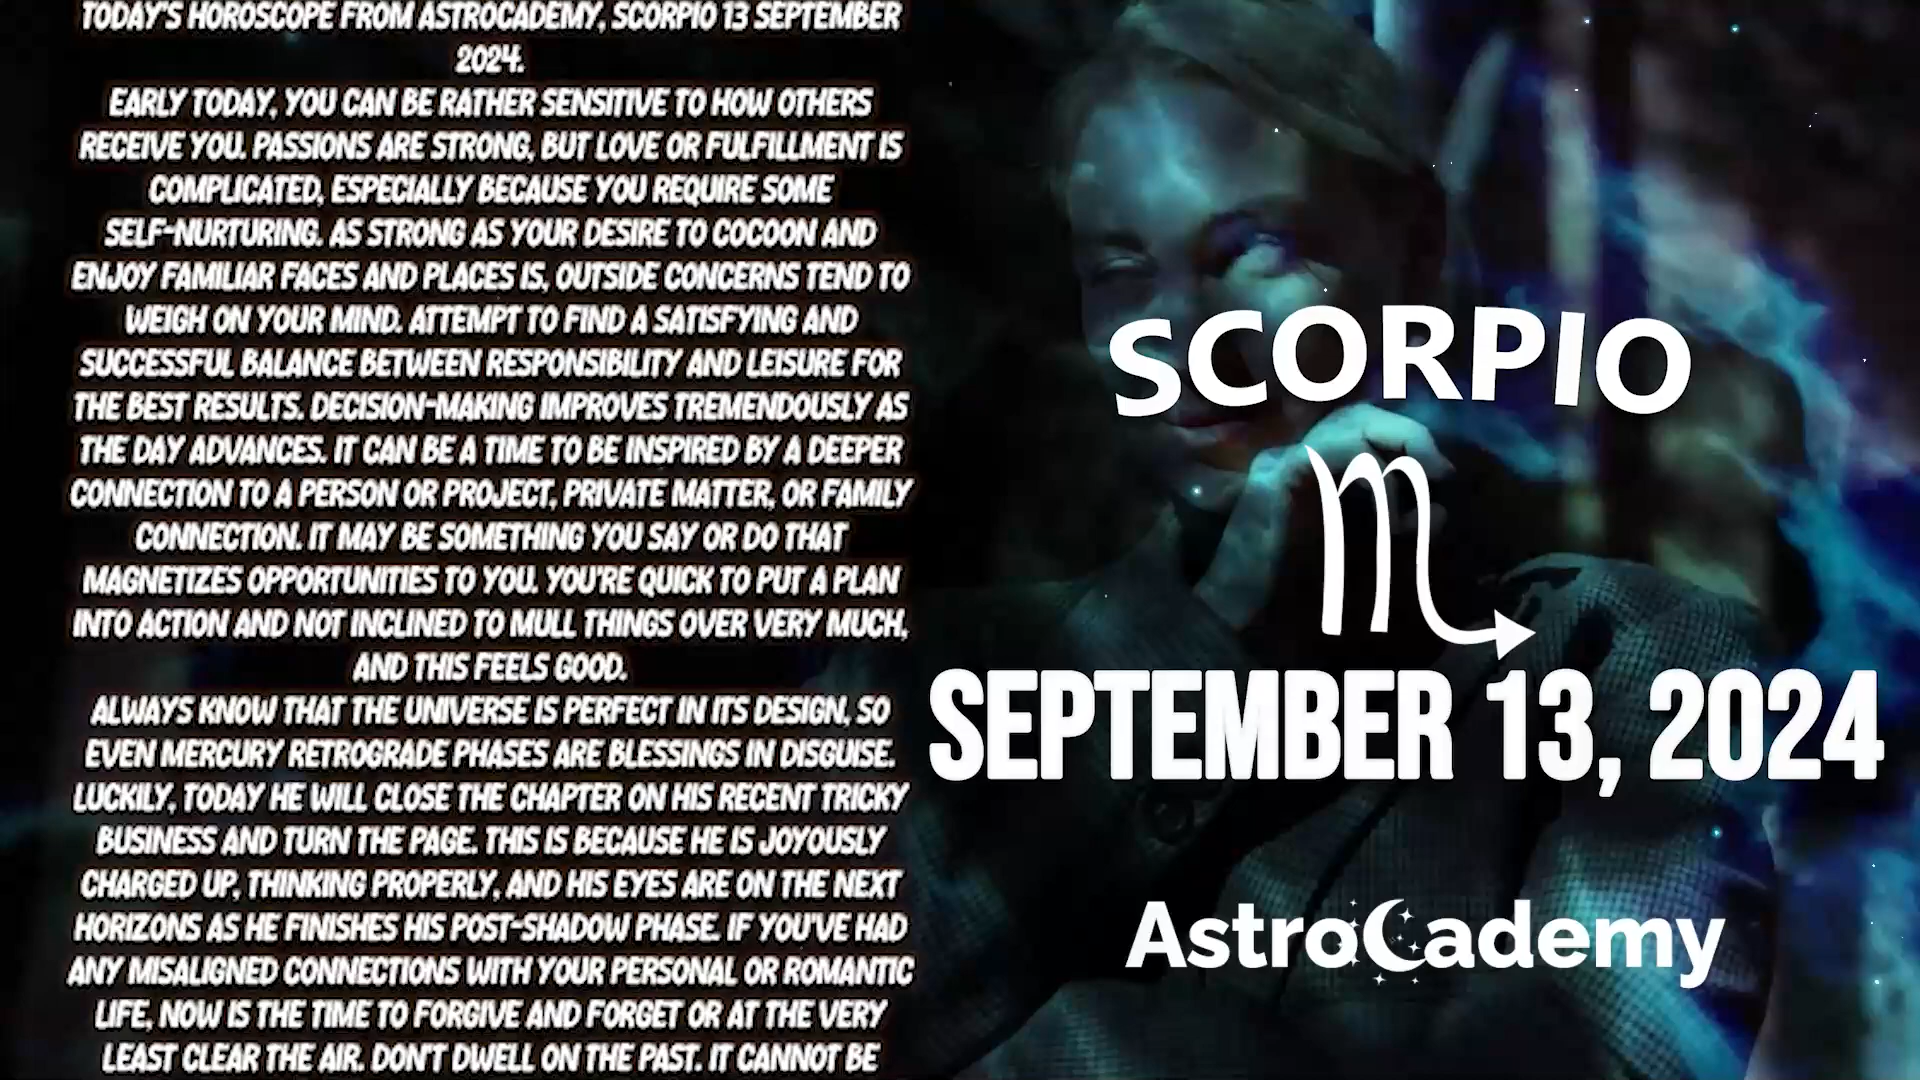 TODAY'S HOROSCOPE FROM ASTROCADEMY, SCORPIO 13 SEPTEMBER
2024.
EARLY TODAY, YOU CAN BE RATHER SENSITIVE TO HOW OTHERS
RECEIVE YOU. PASSIONS ARE STRONG, BUT LOVE OR FULFILLMENT IS
COMPLICATED, ESPECIALLY BECAUSE YOU REQUIRE SOME
SELF-NURTURING. AS STRONG AS YOUR DESIRE TO COCOON AND
ENJOY FAMILIAR FACES AND PLACES IS, OUTSIDE CONCERNS TEND TO
WEIGH ON YOUR MIND. ATTEMPT TO FIND A SATISFYING AND
SUCCESSFUL BALANCE BETWEEN RESPONSIBILITY AND LEISURE FOR
THE BEST RESULTS. DECISION-MAKING IMPROVES TREMENDOUSLY AS
THE DAY ADVANCES. IT CAN BE A TIME TO BE INSPIRED BY A DEEPER
CONNECTION TO A PERSON OR PROJECT, PRIVATE MATTER, OR FAMILY
CONNECTION. IT MAY BE SOMETHING YOU SAY OR DO THAT
MAGNETIZES OPPORTUNITIES TO YOU. YOU'RE QUICK TO PUT A PLAN
INTO ACTION AND NOT INCLINED TO MULL THINGS OVER VERY MUCH,
AND THIS FEELS GOOD.
ALWAYS KNOW THAT THE UNIVERSE IS PERFECT IN ITS DESIGN, SO
EVEN MERCURY RETROGRADE PHASES ARE BLESSINGS IN DISGUISE.
LUCKILY, TODAY HE WILL CLOSE THE CHAPTER ON HIS RECENT TRICKY
BUSINESS AND TURN THE PAGE. THIS IS BECAUSE HE IS JOYOUSLY
CHARGED UP, THINKING PROPERLY, AND HIS EYES ARE ON THE NEXT
HORIZONS AS HE FINISHES HIS POST-SHADOW PHASE. IF YOU'VE HAD
ANY MISALIGNED CONNECTIONS WITH YOUR PERSONAL OR ROMANTIC
LIFE, NOW IS THE TIME TO FORGIVE AND FORGET OR AT THE VERY
LEAST CLEAR THE AIR. DON'T DWELL ON THE PAST. IT CANNOT BE
SCORPIO
SEPTEMBER 13, 2024
AstroCademy